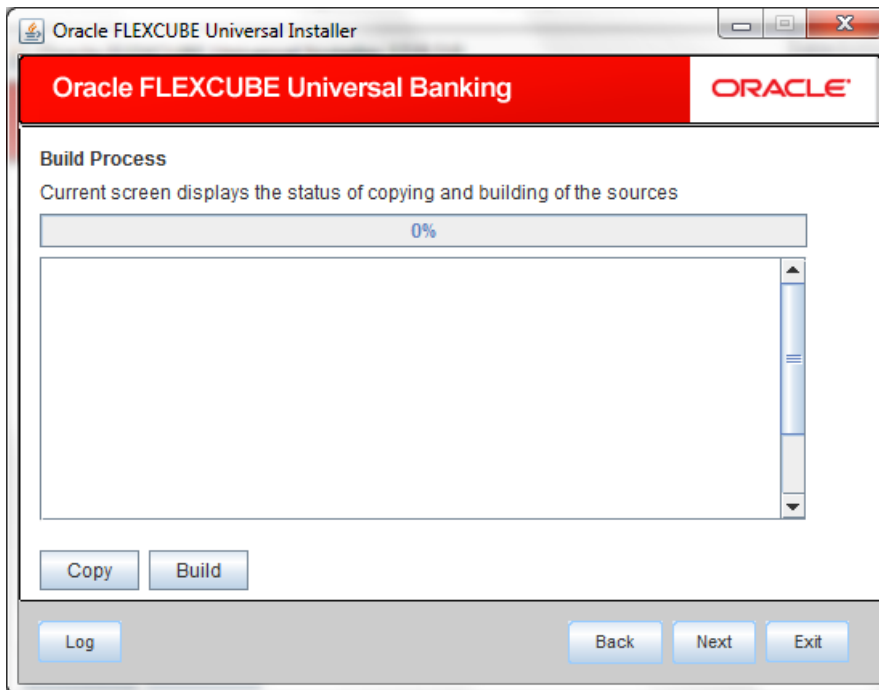 Oracle FLEXCUBE Universal Installer
Oracle FLEXCUBE Universal Banking
ORACLE
Build Process
Current screen displays the status of copying and building of the sources
0%
Copy Build
Log Back Next Exit